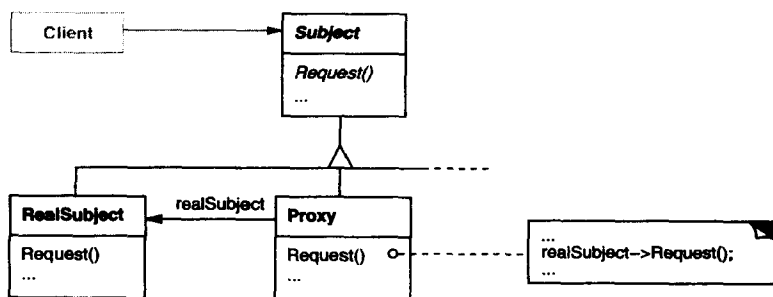 Client
Subject
Request()
...
RealSubject
Request()
...
realSubject
Proxy
Request()
...
...
realSubject->Request();
...